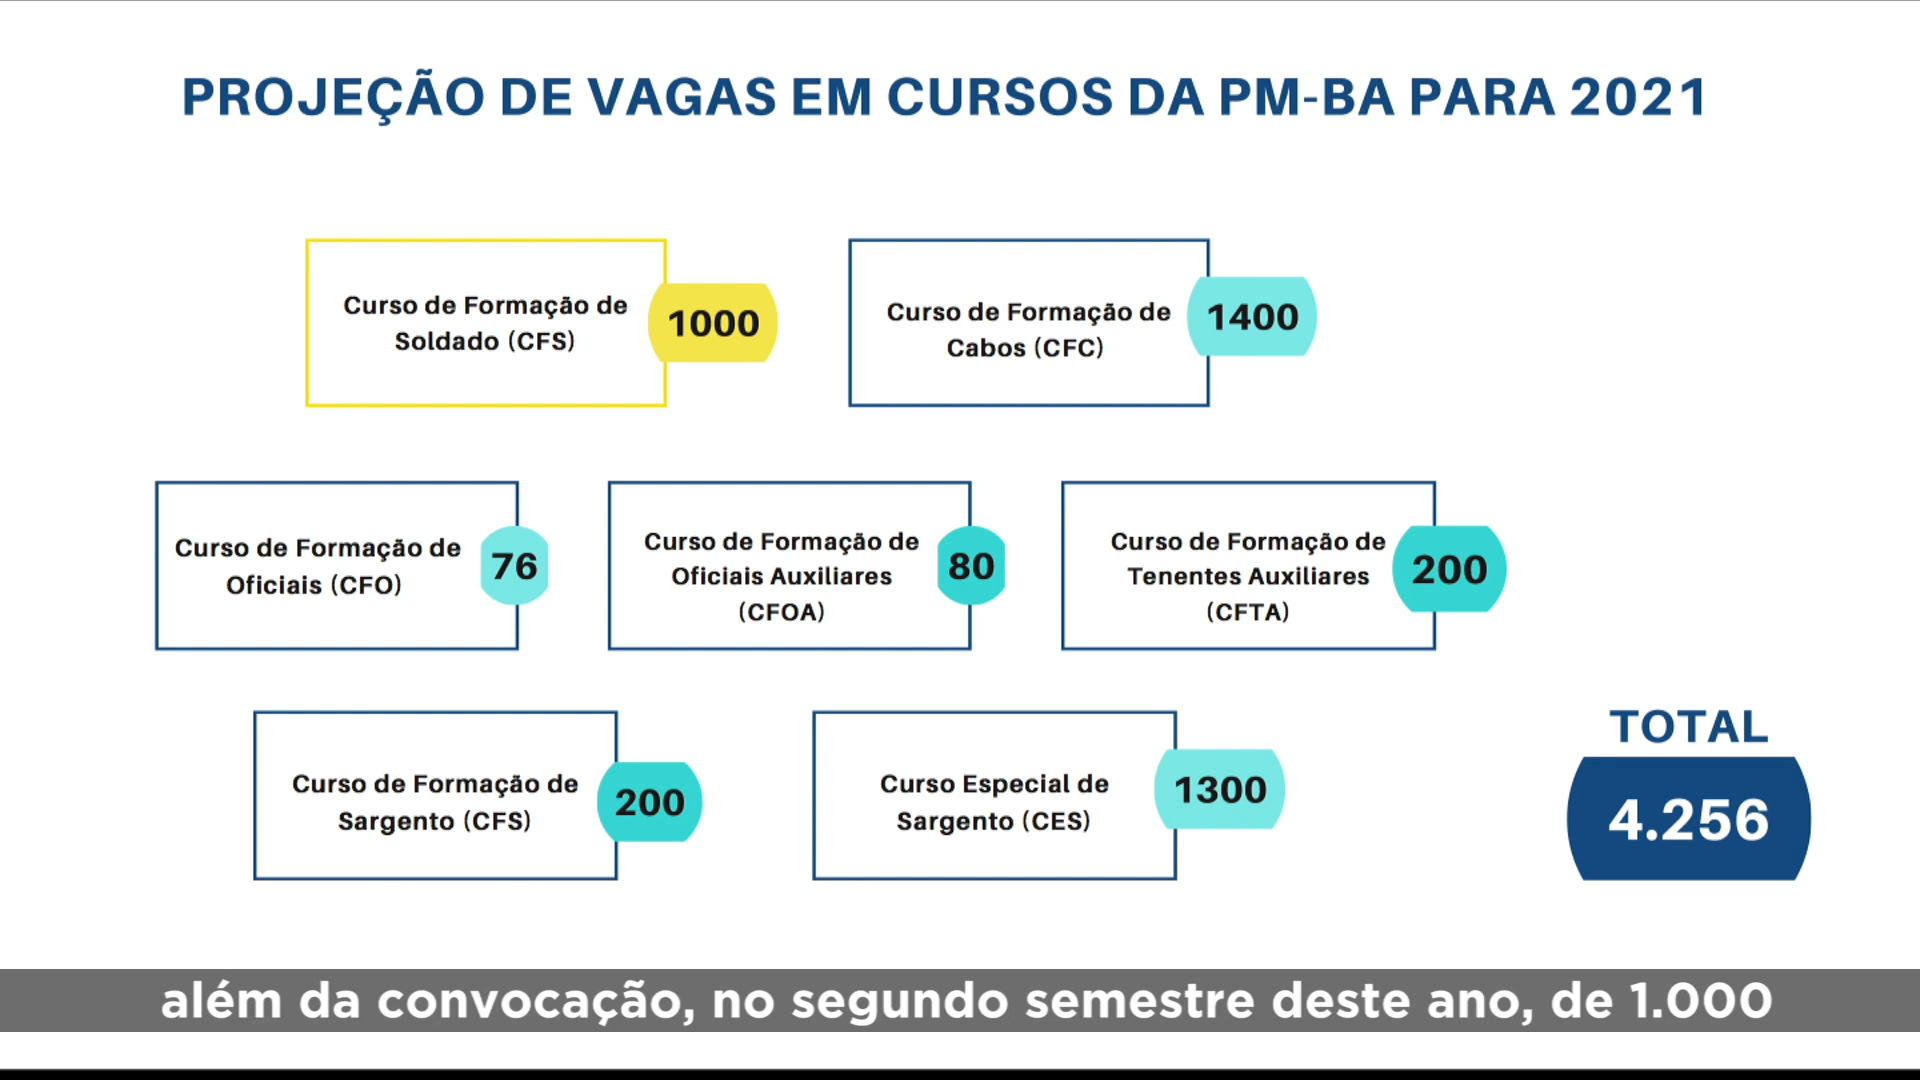 PROJEÇÃO DE VAGAS EM CURSOS DA PM-BA PARA 2021
Curso de Formação de
Soldado (CFS)
1000
Curso de Formação de
Cabos (CFC)
1400
Curso de Formação de
Oficiais (CFO)
76
Curso de Formação de
Oficiais Auxiliares
(CFOA)
80
Curso de Formação de
Tenentes Auxiliares
(CFTA)
200
Curso de Formação de
Sargento (CFS)
200
Curso Especial de
Sargento (CES)
1300
TOTAL
4.256
além da convocação, no segundo semestre deste ano, de 1.000